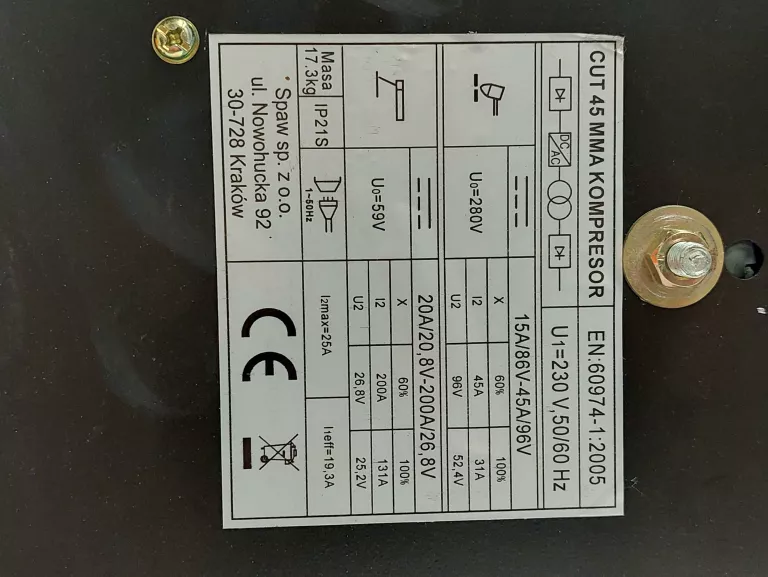 CUT 45 MMA KOMPRESOR EN:60974-1:2005
DC/AC U1=230 V,50/60 Hz
15A/86V-45A/96V
U0=280V X 60% 100%
I2 45A 31A
U2 96V 52,4V
20A/20,8V-200A/26,8V
U0=59V X 60% 100%
I2 200A 131A
U2 26,8V 25,2V
Masa 17.3kg IP21S 1~50Hz I2max=25A I1eff=19,3A
* Spaw sp. z o.o.
ul. Nowohucka 92
30-728 Kraków
CE